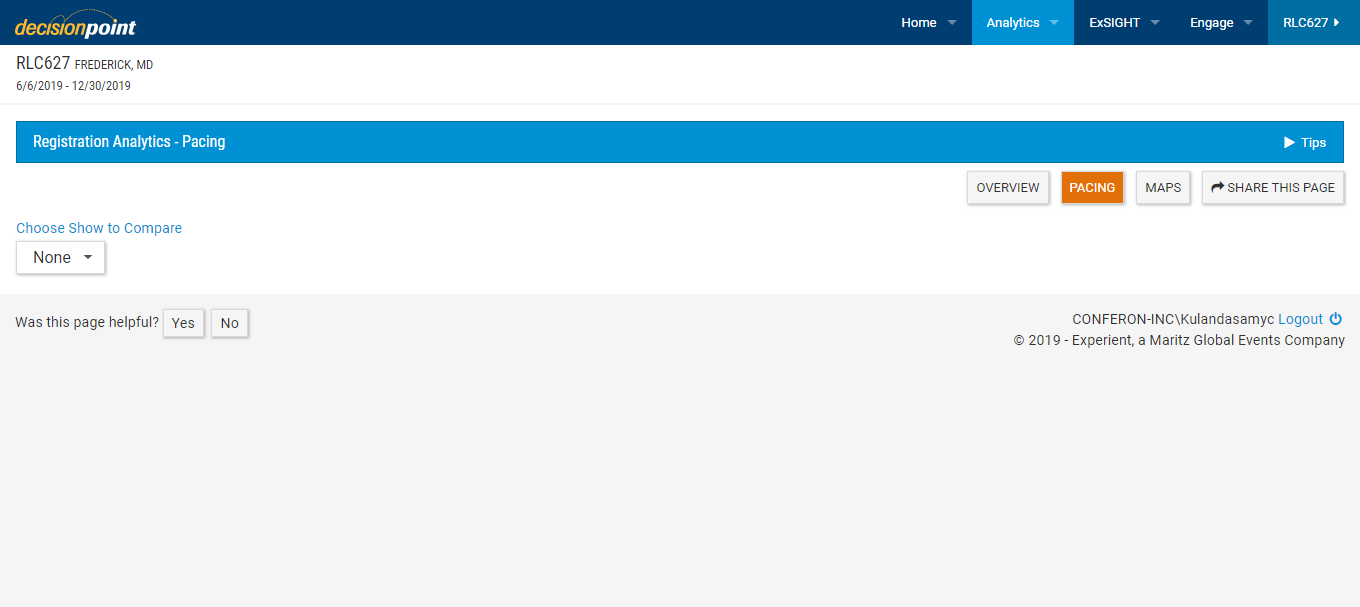 decisionpoint
Home Analytics ExSIGHT Engage RLC627
RLC627 FREDERICK, MD
6/6/2019 - 12/30/2019
Registration Analytics - Pacing
Tips
OVERVIEW PACING MAPS SHARE THIS PAGE
Choose Show to Compare
None
Was this page helpful? Yes No
CONFERON-INC\Kulandasamyc Logout
© 2019 - Experient, a Maritz Global Events Company